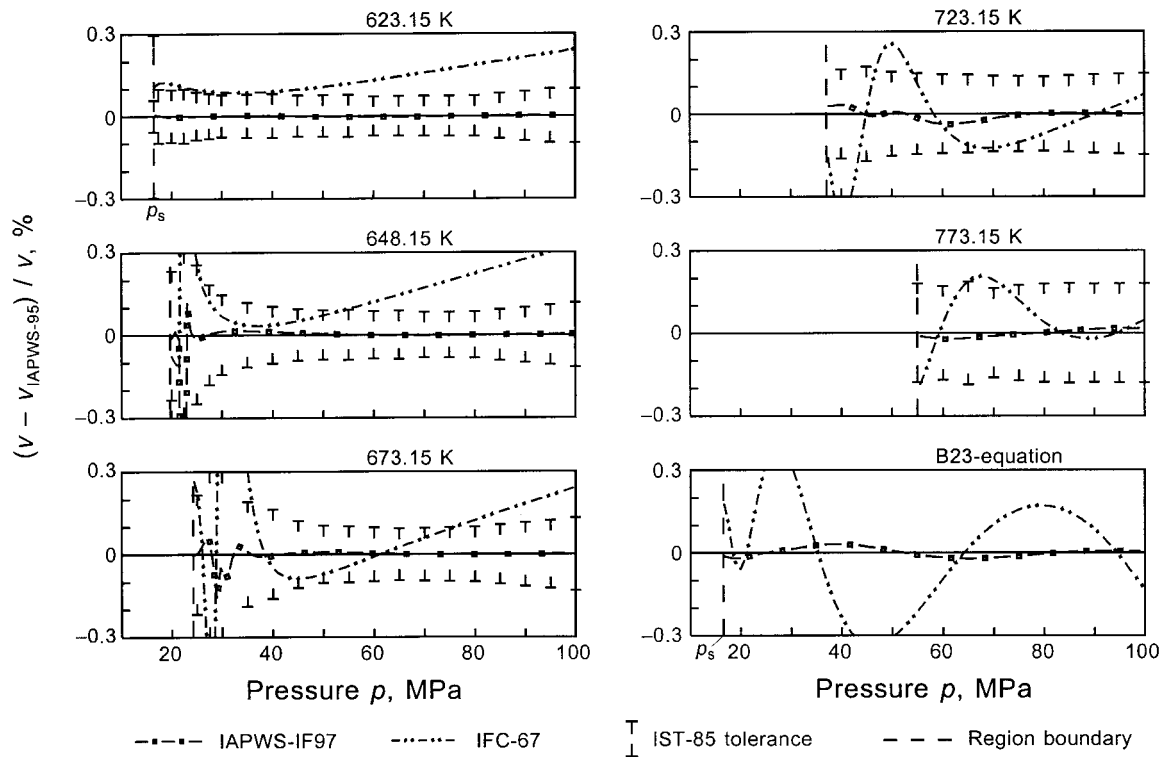 623.15 K
0.3
0
−0.3
pₛ
648.15 K
0.3
0
−0.3
673.15 K
0.3
0
−0.3
20 40 60 80 100
Pressure p, MPa
(v − v_IAPWS-95) / v, %
723.15 K
0.3
0
−0.3
773.15 K
0.3
0
−0.3
B23-equation
0.3
0
−0.3
pₛ 20 40 60 80 100
Pressure p, MPa
IAPWS-IF97 IFC-67 IST-85 tolerance Region boundary